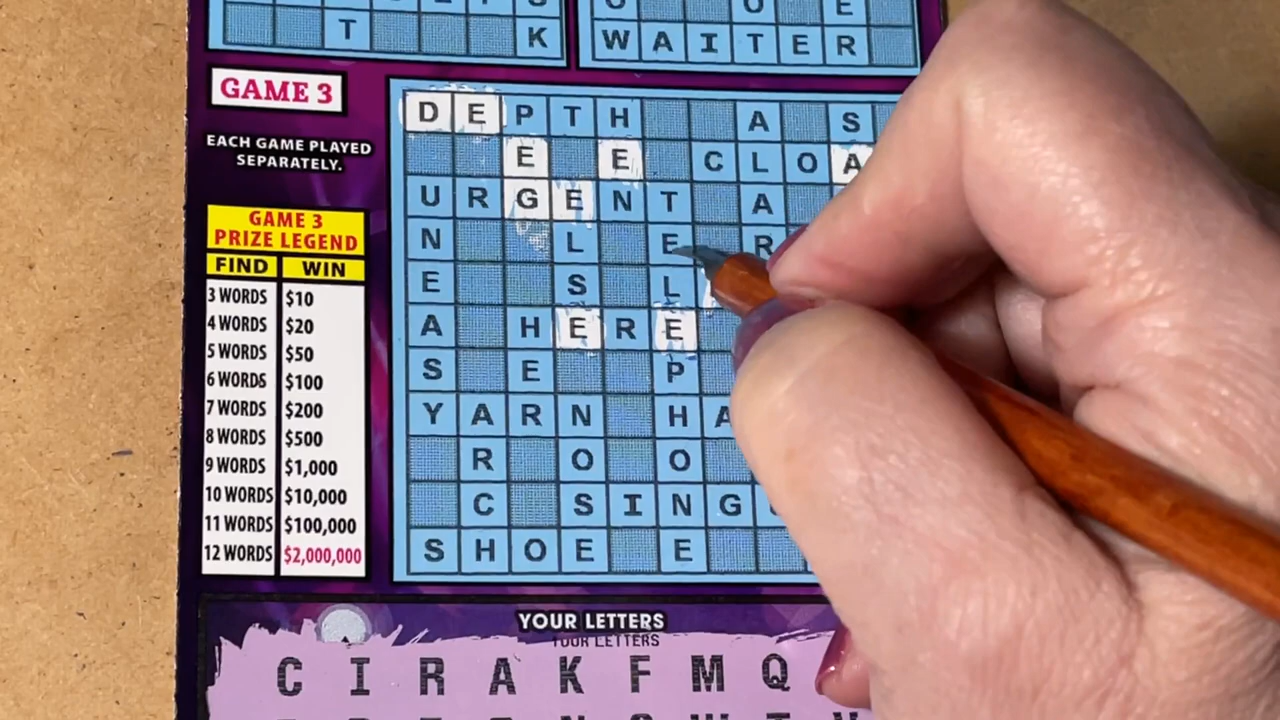 T K
W A I T E R
GAME 3
EACH GAME PLAYED
SEPARATELY.
GAME 3
PRIZE LEGEND
FIND WIN
3 WORDS $10
4 WORDS $20
5 WORDS $50
6 WORDS $100
7 WORDS $200
8 WORDS $500
9 WORDS $1,000
10 WORDS $10,000
11 WORDS $100,000
12 WORDS $2,000,000
D E P T H A S
E E C L O A
U R G E N T A
N L E R
E S L
A H E R E E
S E P
Y A R N H A
R O O
C S I N G
S H O E E
YOUR LETTERS
YOUR LETTERS
C I R A K F M Q